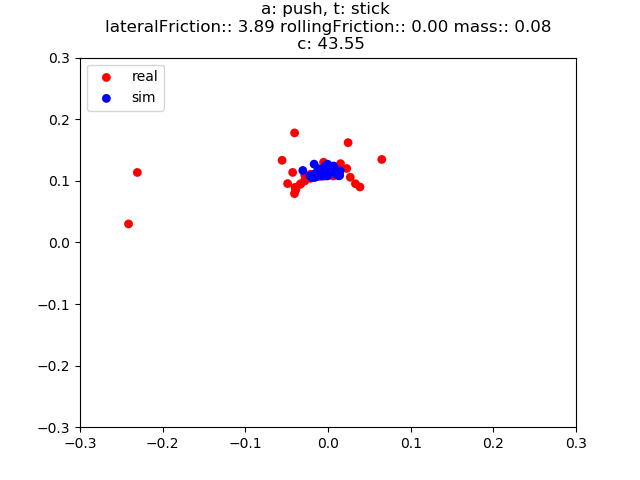 a: push, t: stick
lateralFriction:: 3.89 rollingFriction:: 0.00 mass:: 0.08
c: 43.55
real
sim
0.3
0.2
0.1
0.0
−0.1
−0.2
−0.3
−0.3
−0.2
−0.1
0.0
0.1
0.2
0.3